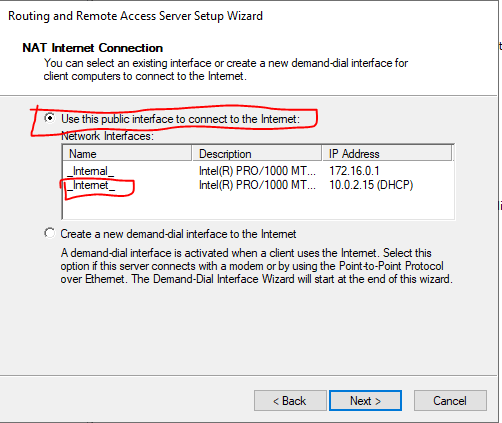 Routing and Remote Access Server Setup Wizard
NAT Internet Connection
You can select an existing interface or create a new demand-dial interface for
client computers to connect to the Internet.
Use this public interface to connect to the Internet:
Network Interfaces:
Name Description IP Address
_Internal_ Intel(R) PRO/1000 MT... 172.16.0.1
_Internet_ Intel(R) PRO/1000 MT... 10.0.2.15 (DHCP)
Create a new demand-dial interface to the Internet
A demand-dial interface is activated when a client uses the Internet. Select this
option if this server connects with a modem or by using the Point-to-Point Protocol
over Ethernet. The Demand-Dial Interface Wizard will start at the end of this wizard.
< Back Next > Cancel